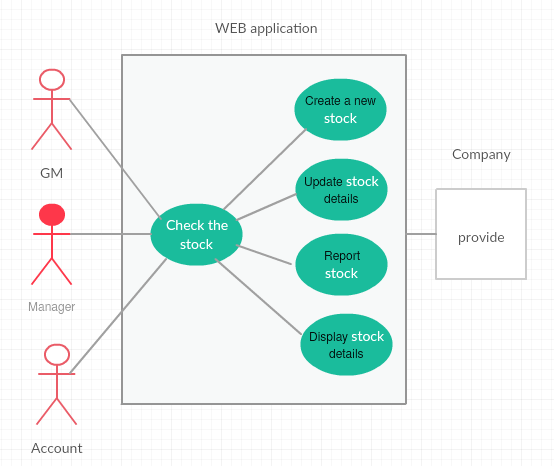 WEB application
GM
Manager
Account
Check the
stock
Create a new
stock
Update stock
details
Report
stock
Display stock
details
Company
provide